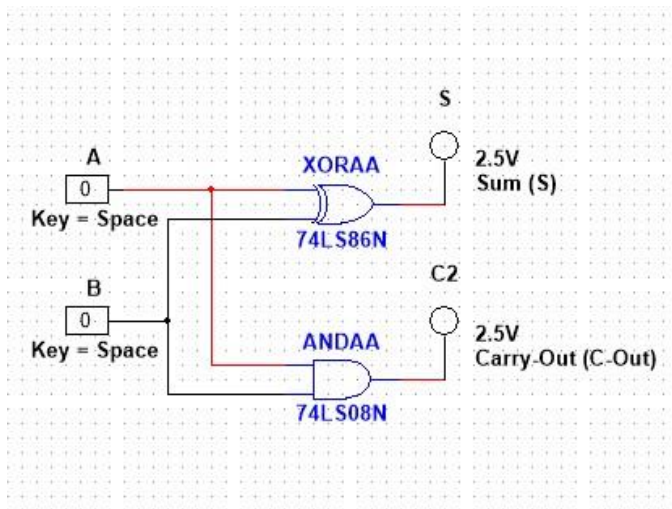 S
2.5V
Sum (S)
A
0
Key = Space
XORAA
74LS86N
B
0
Key = Space
C2
2.5V
Carry-Out (C-Out)
ANDAA
74LS08N